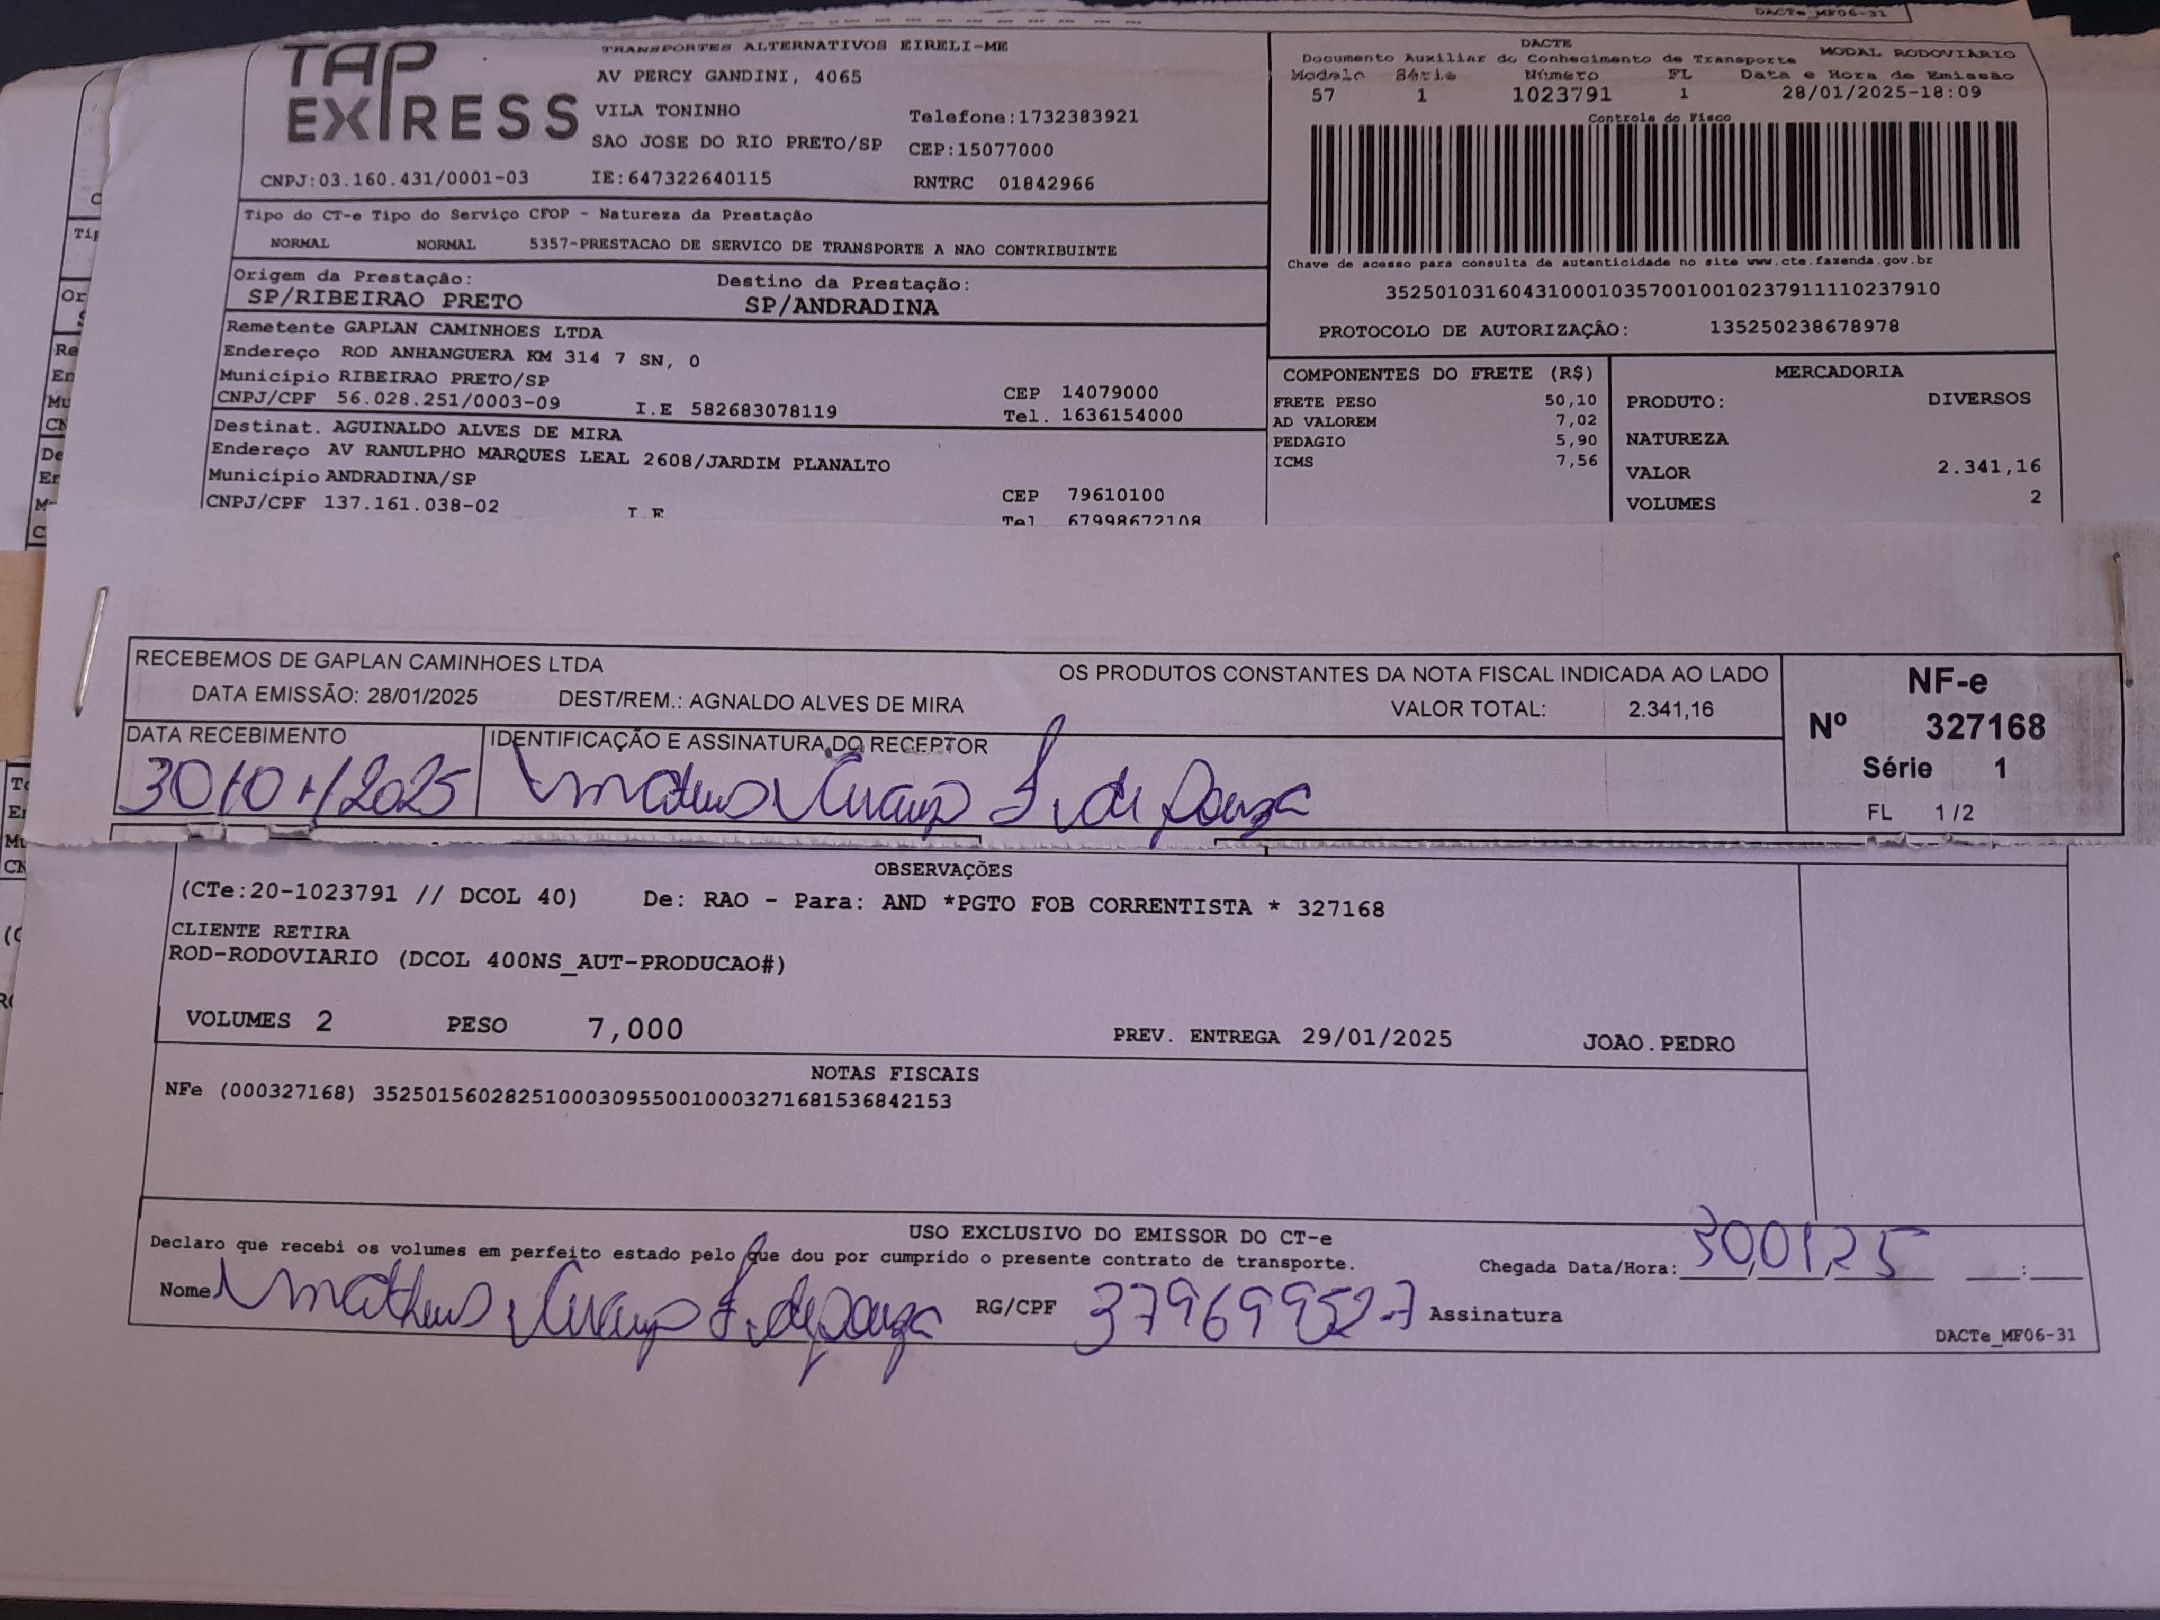 DACTe_MF06-31
TAP EXPRESS
TRANSPORTES ALTERNATIVOS EIRELI-ME
AV PERCY GANDINI, 4065
VILA TONINHO
Telefone:1732383921
SAO JOSE DO RIO PRETO/SP CEP:15077000
CNPJ:03.160.431/0001-03 IE:647322640115 RNTRC 01842966
DACTE
Documento Auxiliar do Conhecimento de Transporte MODAL RODOVIÁRIO
Modelo Série Número FL Data e Hora de Emissão
57 1 1023791 1 28/01/2025-18:09
Controle do Fisco
Chave de acesso para consulta de autenticidade no site www.cte.fazenda.gov.br
35250103160431000103570010010237911110237910
PROTOCOLO DE AUTORIZAÇÃO: 135250238678978
Tipo do CT-e Tipo do Serviço CFOP - Natureza da Prestação
NORMAL NORMAL 5357-PRESTACAO DE SERVICO DE TRANSPORTE A NAO CONTRIBUINTE
Origem da Prestação: Destino da Prestação:
SP/RIBEIRAO PRETO SP/ANDRADINA
Remetente GAPLAN CAMINHOES LTDA
Endereço ROD ANHANGUERA KM 314 7 SN, 0
Município RIBEIRAO PRETO/SP CEP 14079000
CNPJ/CPF 56.028.251/0003-09 I.E 582683078119 Tel. 1636154000
Destinat. AGUINALDO ALVES DE MIRA
Endereço AV RANULPHO MARQUES LEAL 2608/JARDIM PLANALTO
Município ANDRADINA/SP CEP 79610100
CNPJ/CPF 137.161.038-02 I.E Tel 67998672108
COMPONENTES DO FRETE (R$)
FRETE PESO 50,10
AD VALOREM 7,02
PEDAGIO 5,90
ICMS 7,56
MERCADORIA
PRODUTO: DIVERSOS
NATUREZA
VALOR 2.341,16
VOLUMES 2
RECEBEMOS DE GAPLAN CAMINHOES LTDA OS PRODUTOS CONSTANTES DA NOTA FISCAL INDICADA AO LADO
DATA EMISSÃO: 28/01/2025 DEST/REM.: AGNALDO ALVES DE MIRA VALOR TOTAL: 2.341,16
DATA RECEBIMENTO IDENTIFICAÇÃO E ASSINATURA DO RECEPTOR
30/01/2025 Matheus F. de Souza
NF-e
Nº 327168
Série 1
FL 1/2
OBSERVAÇÕES
(CTe:20-1023791 // DCOL 40) De: RAO - Para: AND *PGTO FOB CORRENTISTA * 327168
CLIENTE RETIRA
ROD-RODOVIARIO (DCOL 400NS_AUT-PRODUCAO#)
VOLUMES 2 PESO 7,000 PREV. ENTREGA 29/01/2025 JOAO.PEDRO
NOTAS FISCAIS
NFe (000327168) 35250156028251000309550010003271681536842153
USO EXCLUSIVO DO EMISSOR DO CT-e
Declaro que recebi os volumes em perfeito estado pelo que dou por cumprido o presente contrato de transporte. Chegada Data/Hora: 30,01,25 :
Nome Matheus F. de Souza RG/CPF 379699527 Assinatura
DACTe_MF06-31